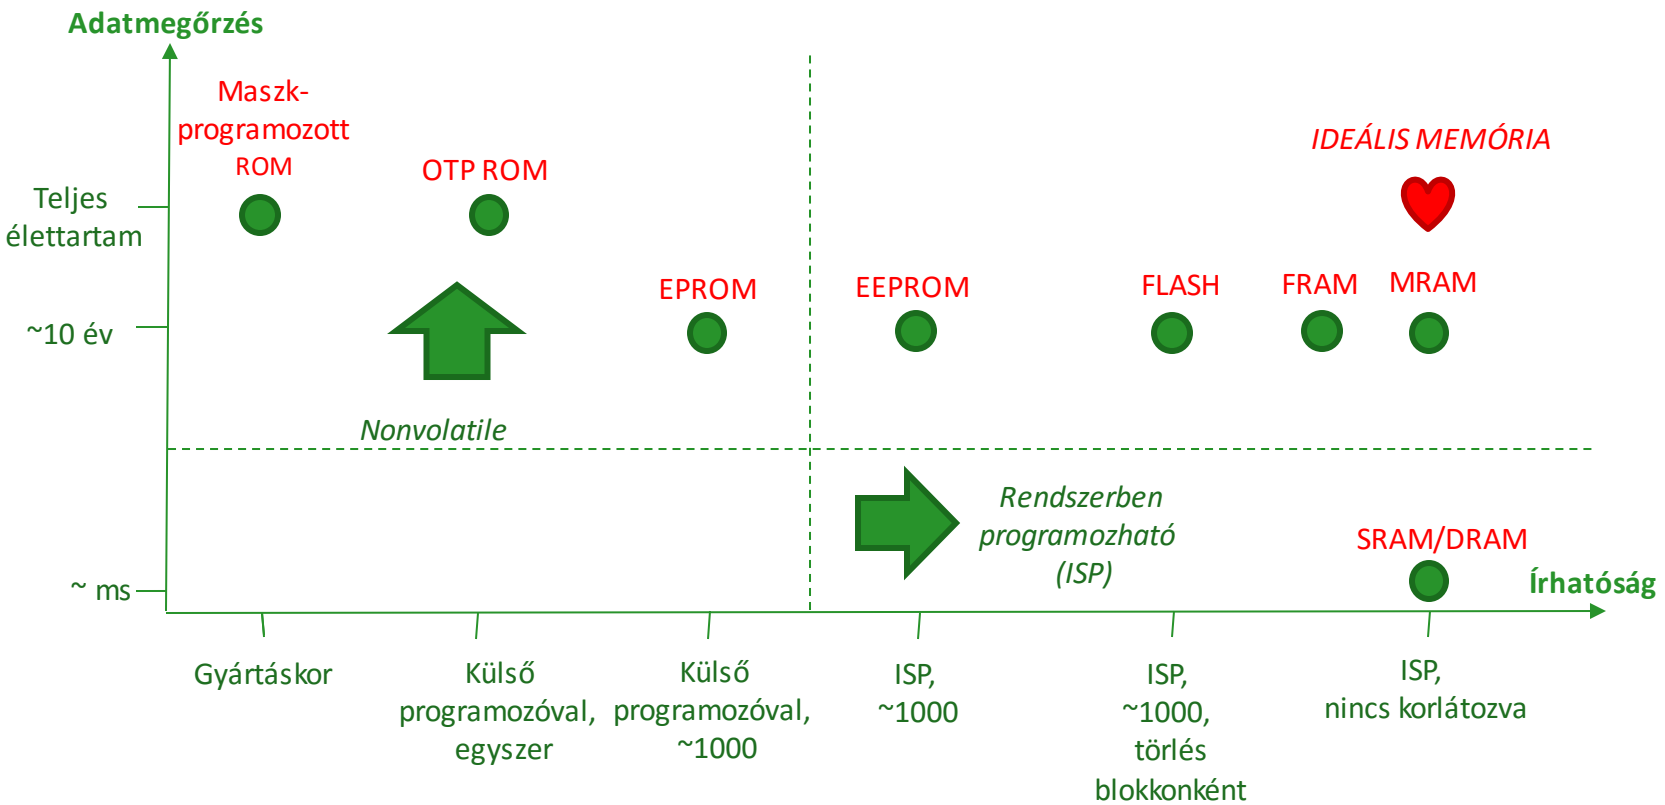 Adatmegőrzés
Maszk-
programozott
ROM
OTP ROM
IDEÁLIS MEMÓRIA
Teljes
élettartam
EPROM
EEPROM
FLASH
FRAM
MRAM
~10 év
Nonvolatile
Rendszerben
programozható
(ISP)
SRAM/DRAM
~ ms
Írhatóság
Gyártáskor
Külső
programozóval,
egyszer
Külső
programozóval,
~1000
ISP,
~1000
ISP,
~1000,
törlés
blokkonként
ISP,
nincs korlátozva